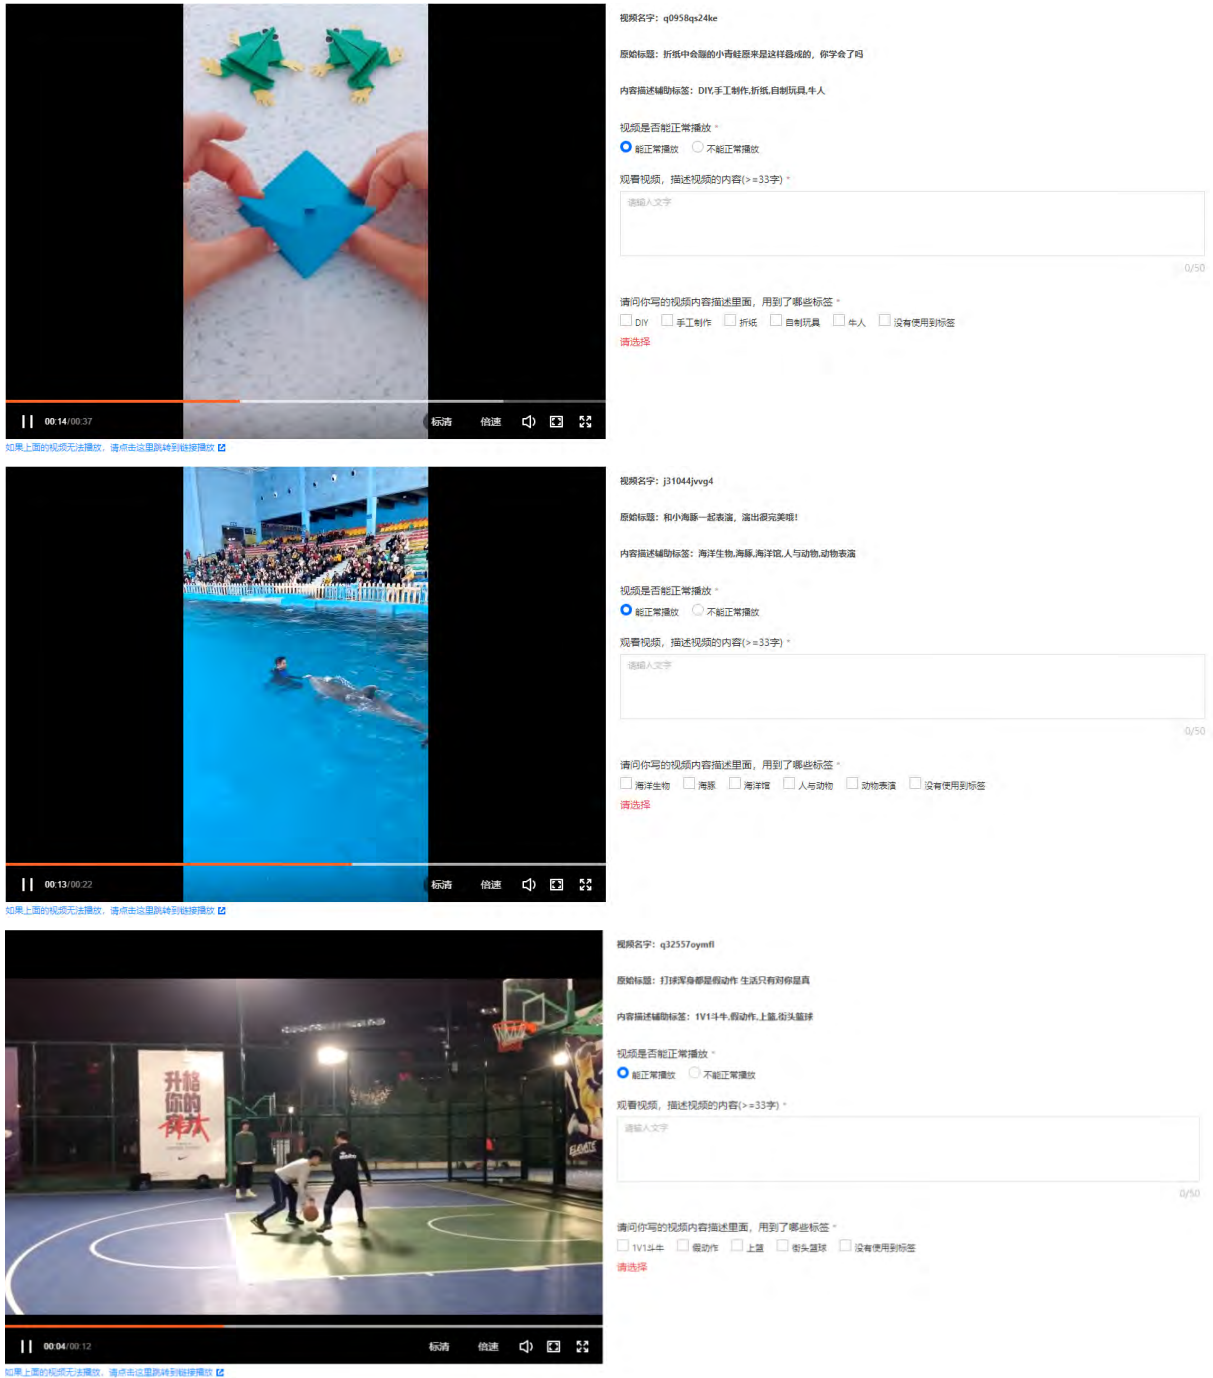 视频名字：q0958qs24ke
原始标题：折纸中会蹦的小青蛙原来是这样叠成的，你学会了吗
内容描述辅助标签：DIY,手工制作,折纸,自制玩具,牛人
视频是否能正常播放 *
能正常播放 不能正常播放
观看视频，描述视频的内容(>=33字) *
请输入文字
0/50
请问你写的视频内容描述里面，用到了哪些标签 *
DIY 手工制作 折纸 自制玩具 牛人 没有使用到标签
请选择
00:14/00:37 标清 倍速
如果上面的视频无法播放，请点击这里跳转到链接播放
视频名字：j31044jvvg4
原始标题：和小海豚一起表演，演出很完美哦！
内容描述辅助标签：海洋生物,海豚,海洋馆,人与动物,动物表演
视频是否能正常播放 *
能正常播放 不能正常播放
观看视频，描述视频的内容(>=33字) *
请输入文字
0/50
请问你写的视频内容描述里面，用到了哪些标签 *
海洋生物 海豚 海洋馆 人与动物 动物表演 没有使用到标签
请选择
00:13/00:22 标清 倍速
如果上面的视频无法播放，请点击这里跳转到链接播放
视频名字：q32557oymfl
原始标题：打球浑身都是假动作 生活只有对你是真
内容描述辅助标签：1V1斗牛,假动作,上篮,街头篮球
视频是否能正常播放 *
能正常播放 不能正常播放
观看视频，描述视频的内容(>=33字) *
请输入文字
0/50
请问你写的视频内容描述里面，用到了哪些标签 *
1V1斗牛 假动作 上篮 街头篮球 没有使用到标签
请选择
升格
你的
ELEVATE
00:04/00:12 标清 倍速
如果上面的视频无法播放，请点击这里跳转到链接播放